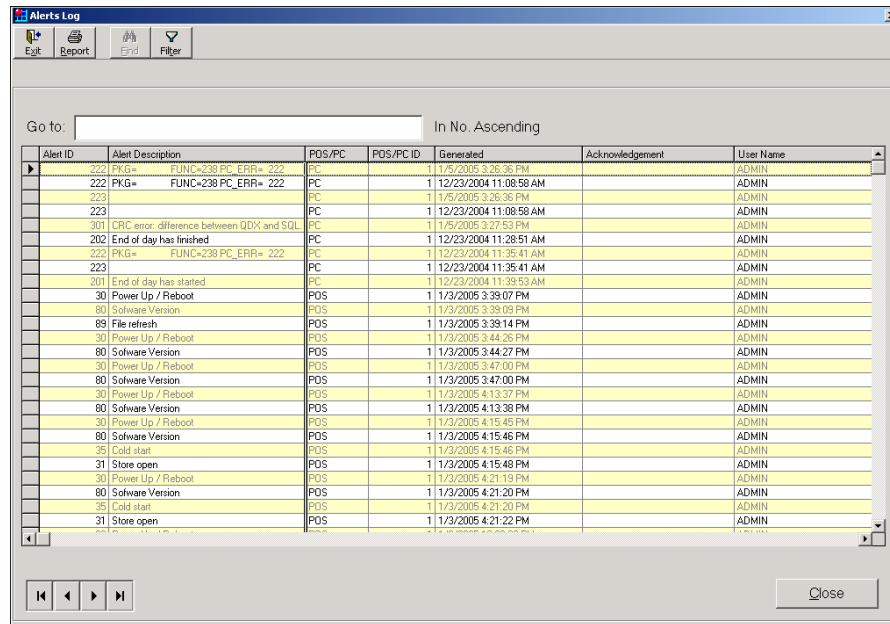 Alerts Log
Exit Report Find Filter
Go to: In No. Ascending
Alert ID Alert Description POS/PC POS/PC ID Generated Acknowledgement User Name
222 PKG= FUNC=238 PC_ERR= 222 PC 1 1/5/2005 3:26:36 PM ADMIN
222 PKG= FUNC=238 PC_ERR= 222 PC 1 12/23/2004 11:08:58 AM ADMIN
223 PC 1 1/5/2005 3:26:36 PM ADMIN
223 PC 1 12/23/2004 11:08:58 AM ADMIN
301 CRC error: difference between QDX and SQL. PC 1 1/5/2005 3:27:53 PM ADMIN
202 End of day has finished PC 1 12/23/2004 11:28:51 AM ADMIN
222 PKG= FUNC=238 PC_ERR= 222 PC 1 12/23/2004 11:35:41 AM ADMIN
223 PC 1 12/23/2004 11:35:41 AM ADMIN
201 End of day has started PC 1 12/23/2004 11:39:53 AM ADMIN
30 Power Up / Reboot POS 1 1/3/2005 3:39:07 PM ADMIN
80 Sofware Version POS 1 1/3/2005 3:39:09 PM ADMIN
89 File refresh POS 1 1/3/2005 3:39:14 PM ADMIN
30 Power Up / Reboot POS 1 1/3/2005 3:44:26 PM ADMIN
80 Sofware Version POS 1 1/3/2005 3:44:27 PM ADMIN
30 Power Up / Reboot POS 1 1/3/2005 3:47:00 PM ADMIN
80 Sofware Version POS 1 1/3/2005 3:47:00 PM ADMIN
30 Power Up / Reboot POS 1 1/3/2005 4:13:37 PM ADMIN
80 Sofware Version POS 1 1/3/2005 4:13:38 PM ADMIN
30 Power Up / Reboot POS 1 1/3/2005 4:15:45 PM ADMIN
80 Sofware Version POS 1 1/3/2005 4:15:46 PM ADMIN
35 Cold start POS 1 1/3/2005 4:15:46 PM ADMIN
31 Store open POS 1 1/3/2005 4:15:48 PM ADMIN
30 Power Up / Reboot POS 1 1/3/2005 4:21:19 PM ADMIN
80 Sofware Version POS 1 1/3/2005 4:21:20 PM ADMIN
35 Cold start POS 1 1/3/2005 4:21:20 PM ADMIN
31 Store open POS 1 1/3/2005 4:21:22 PM ADMIN
Close